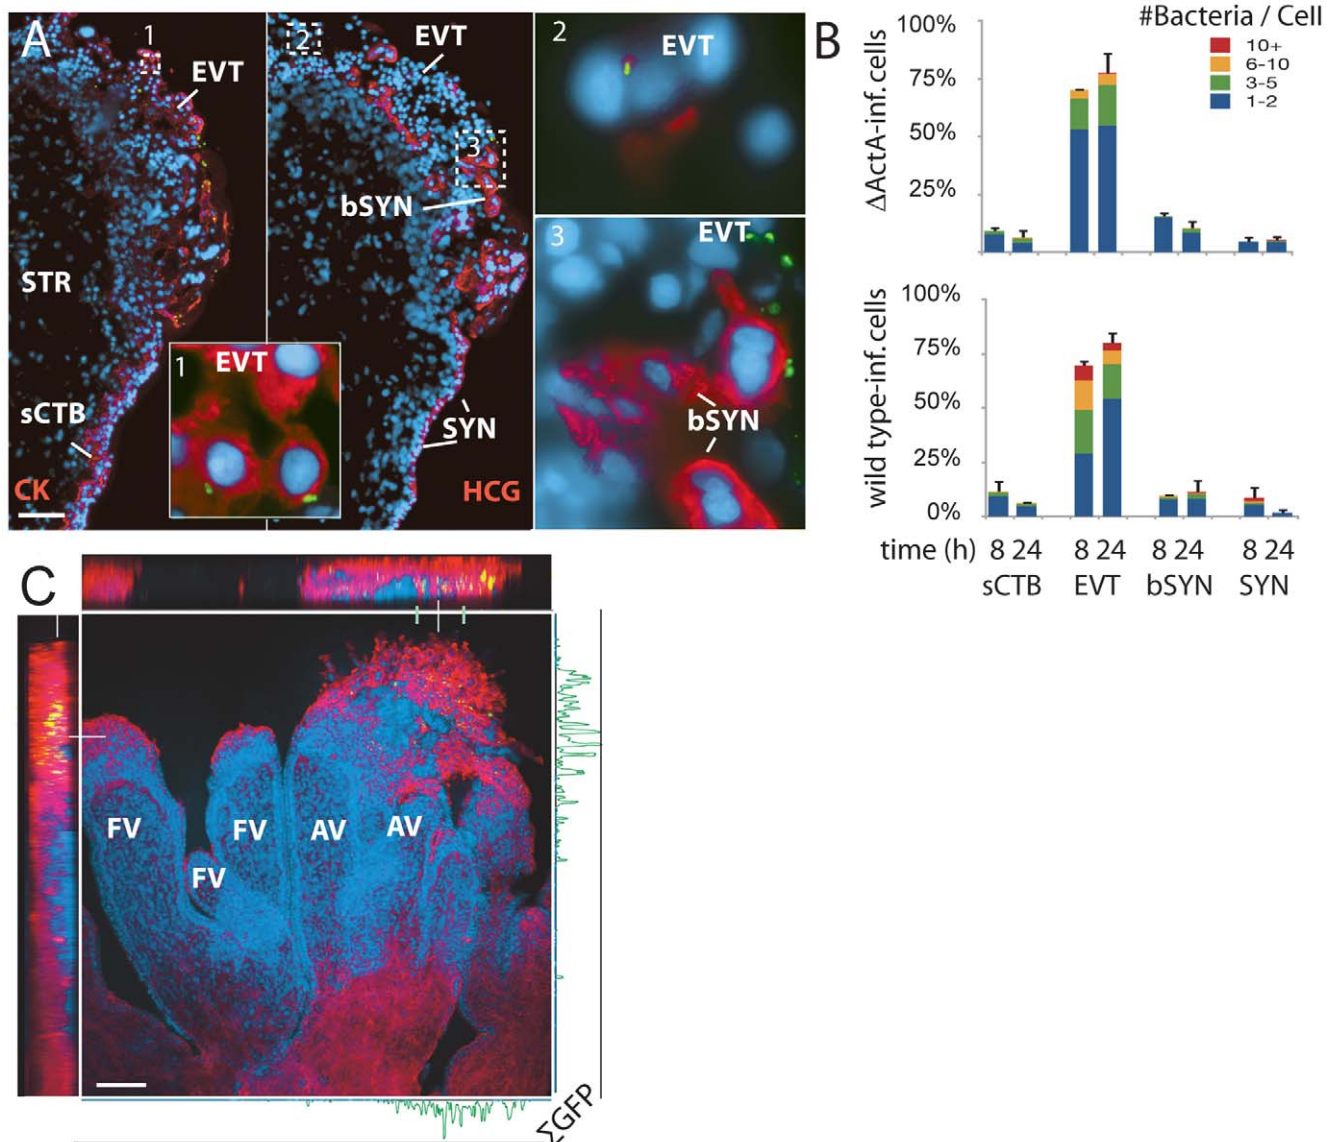 A
1
EVT
STR
sCTB
CK
1
EVT
2
EVT
3
bSYN
SYN
HCG
2
EVT
3
EVT
bSYN
B
#Bacteria / Cell
10+
6-10
3-5
1-2
ΔActA-inf. cells
100%
75%
50%
25%
wild type-inf. cells
100%
75%
50%
25%
0%
time (h) 8 24 8 24 8 24 8 24
sCTB EVT bSYN SYN
C
FV
FV
FV
AV
AV
ΣGFP